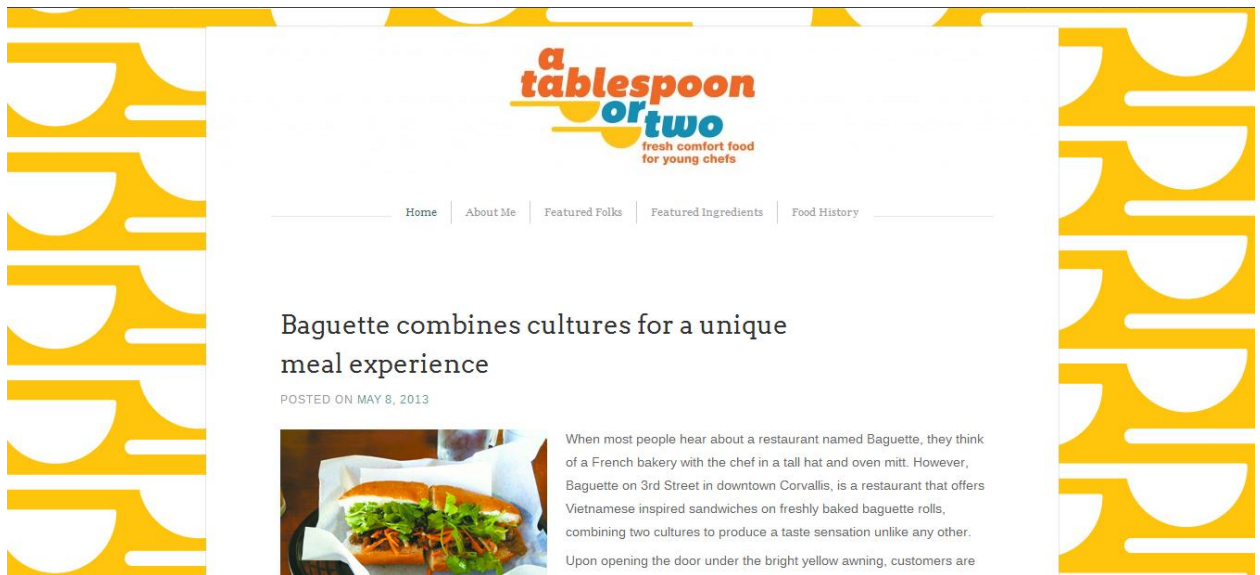 a
tablespoon
or two
fresh comfort food
for young chefs
Home About Me Featured Folks Featured Ingredients Food History
Baguette combines cultures for a unique
meal experience
POSTED ON MAY 8, 2013
When most people hear about a restaurant named Baguette, they think
of a French bakery with the chef in a tall hat and oven mitt. However,
Baguette on 3rd Street in downtown Corvallis, is a restaurant that offers
Vietnamese inspired sandwiches on freshly baked baguette rolls,
combining two cultures to produce a taste sensation unlike any other.
Upon opening the door under the bright yellow awning, customers are